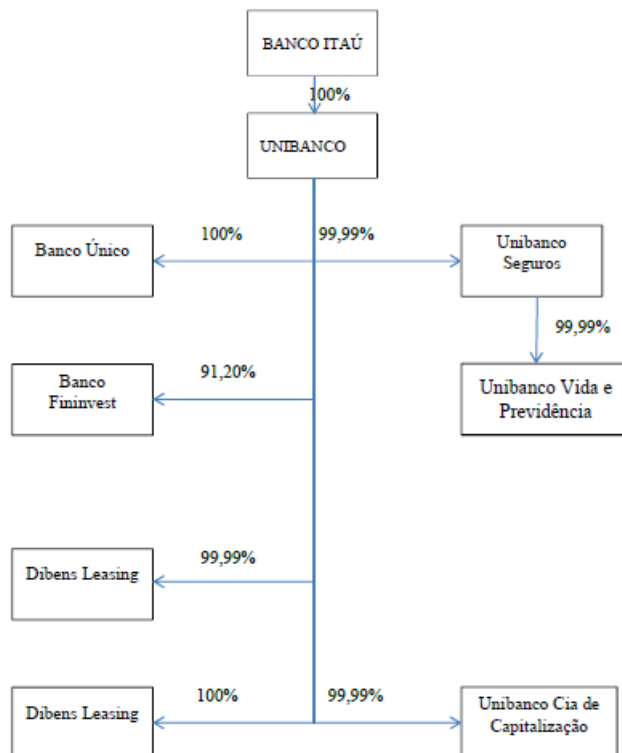 BANCO ITAÚ
100%
UNIBANCO
Banco Único
100%
99,99%
Unibanco
Seguros
99,99%
Banco
Fininvest
91,20%
Unibanco Vida e
Previdência
Dibens Leasing
99,99%
Dibens Leasing
100%
99,99%
Unibanco Cia de
Capitalização